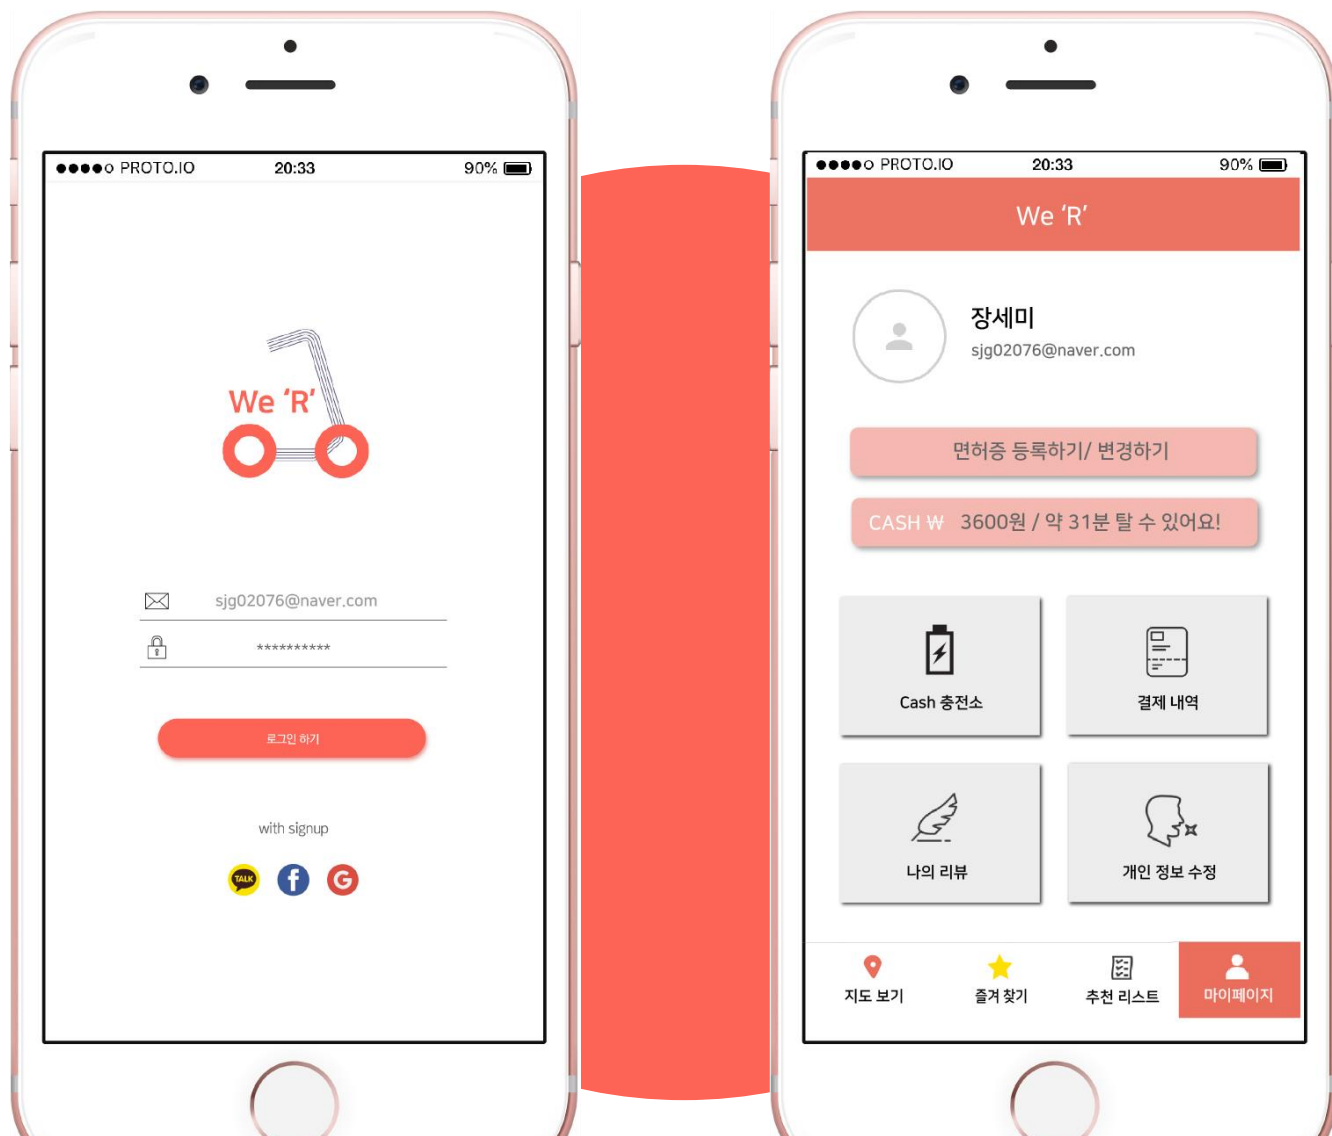 ●●●●○ PROTO.IO 20:33 90%
We ‘R’
sjg02076@naver.com
**********
로그인 하기
with signup
TALK
f
G
●●●●○ PROTO.IO 20:33 90%
We ‘R’
장세미
sjg02076@naver.com
면허증 등록하기/ 변경하기
CASH ₩ 3600원 / 약 31분 탈 수 있어요!
Cash 충전소
결제 내역
나의 리뷰
개인 정보 수정
지도 보기
즐겨 찾기
추천 리스트
마이페이지